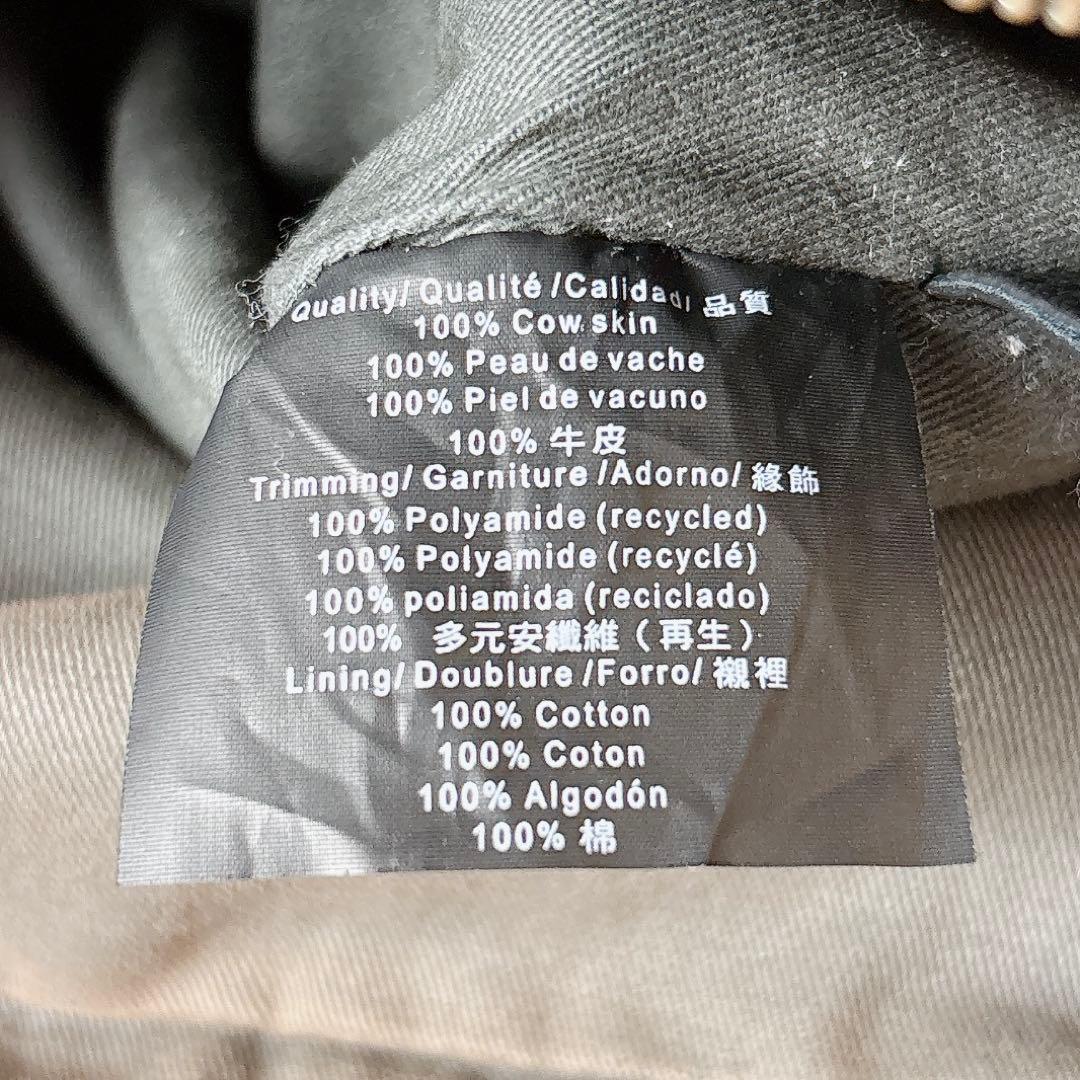 Quality/ Qualité /Calidad/ 品質
100% Cow skin
100% Peau de vache
100% Piel de vacuno
100% 牛皮
Trimming/ Garniture /Adorno/ 緣飾
100% Polyamide (recycled)
100% Polyamide (recyclé)
100% poliamida (reciclado)
100% 多元安纖維（再生）
Lining/ Doublure /Forro/ 襯裡
100% Cotton
100% Coton
100% Algodón
100% 棉